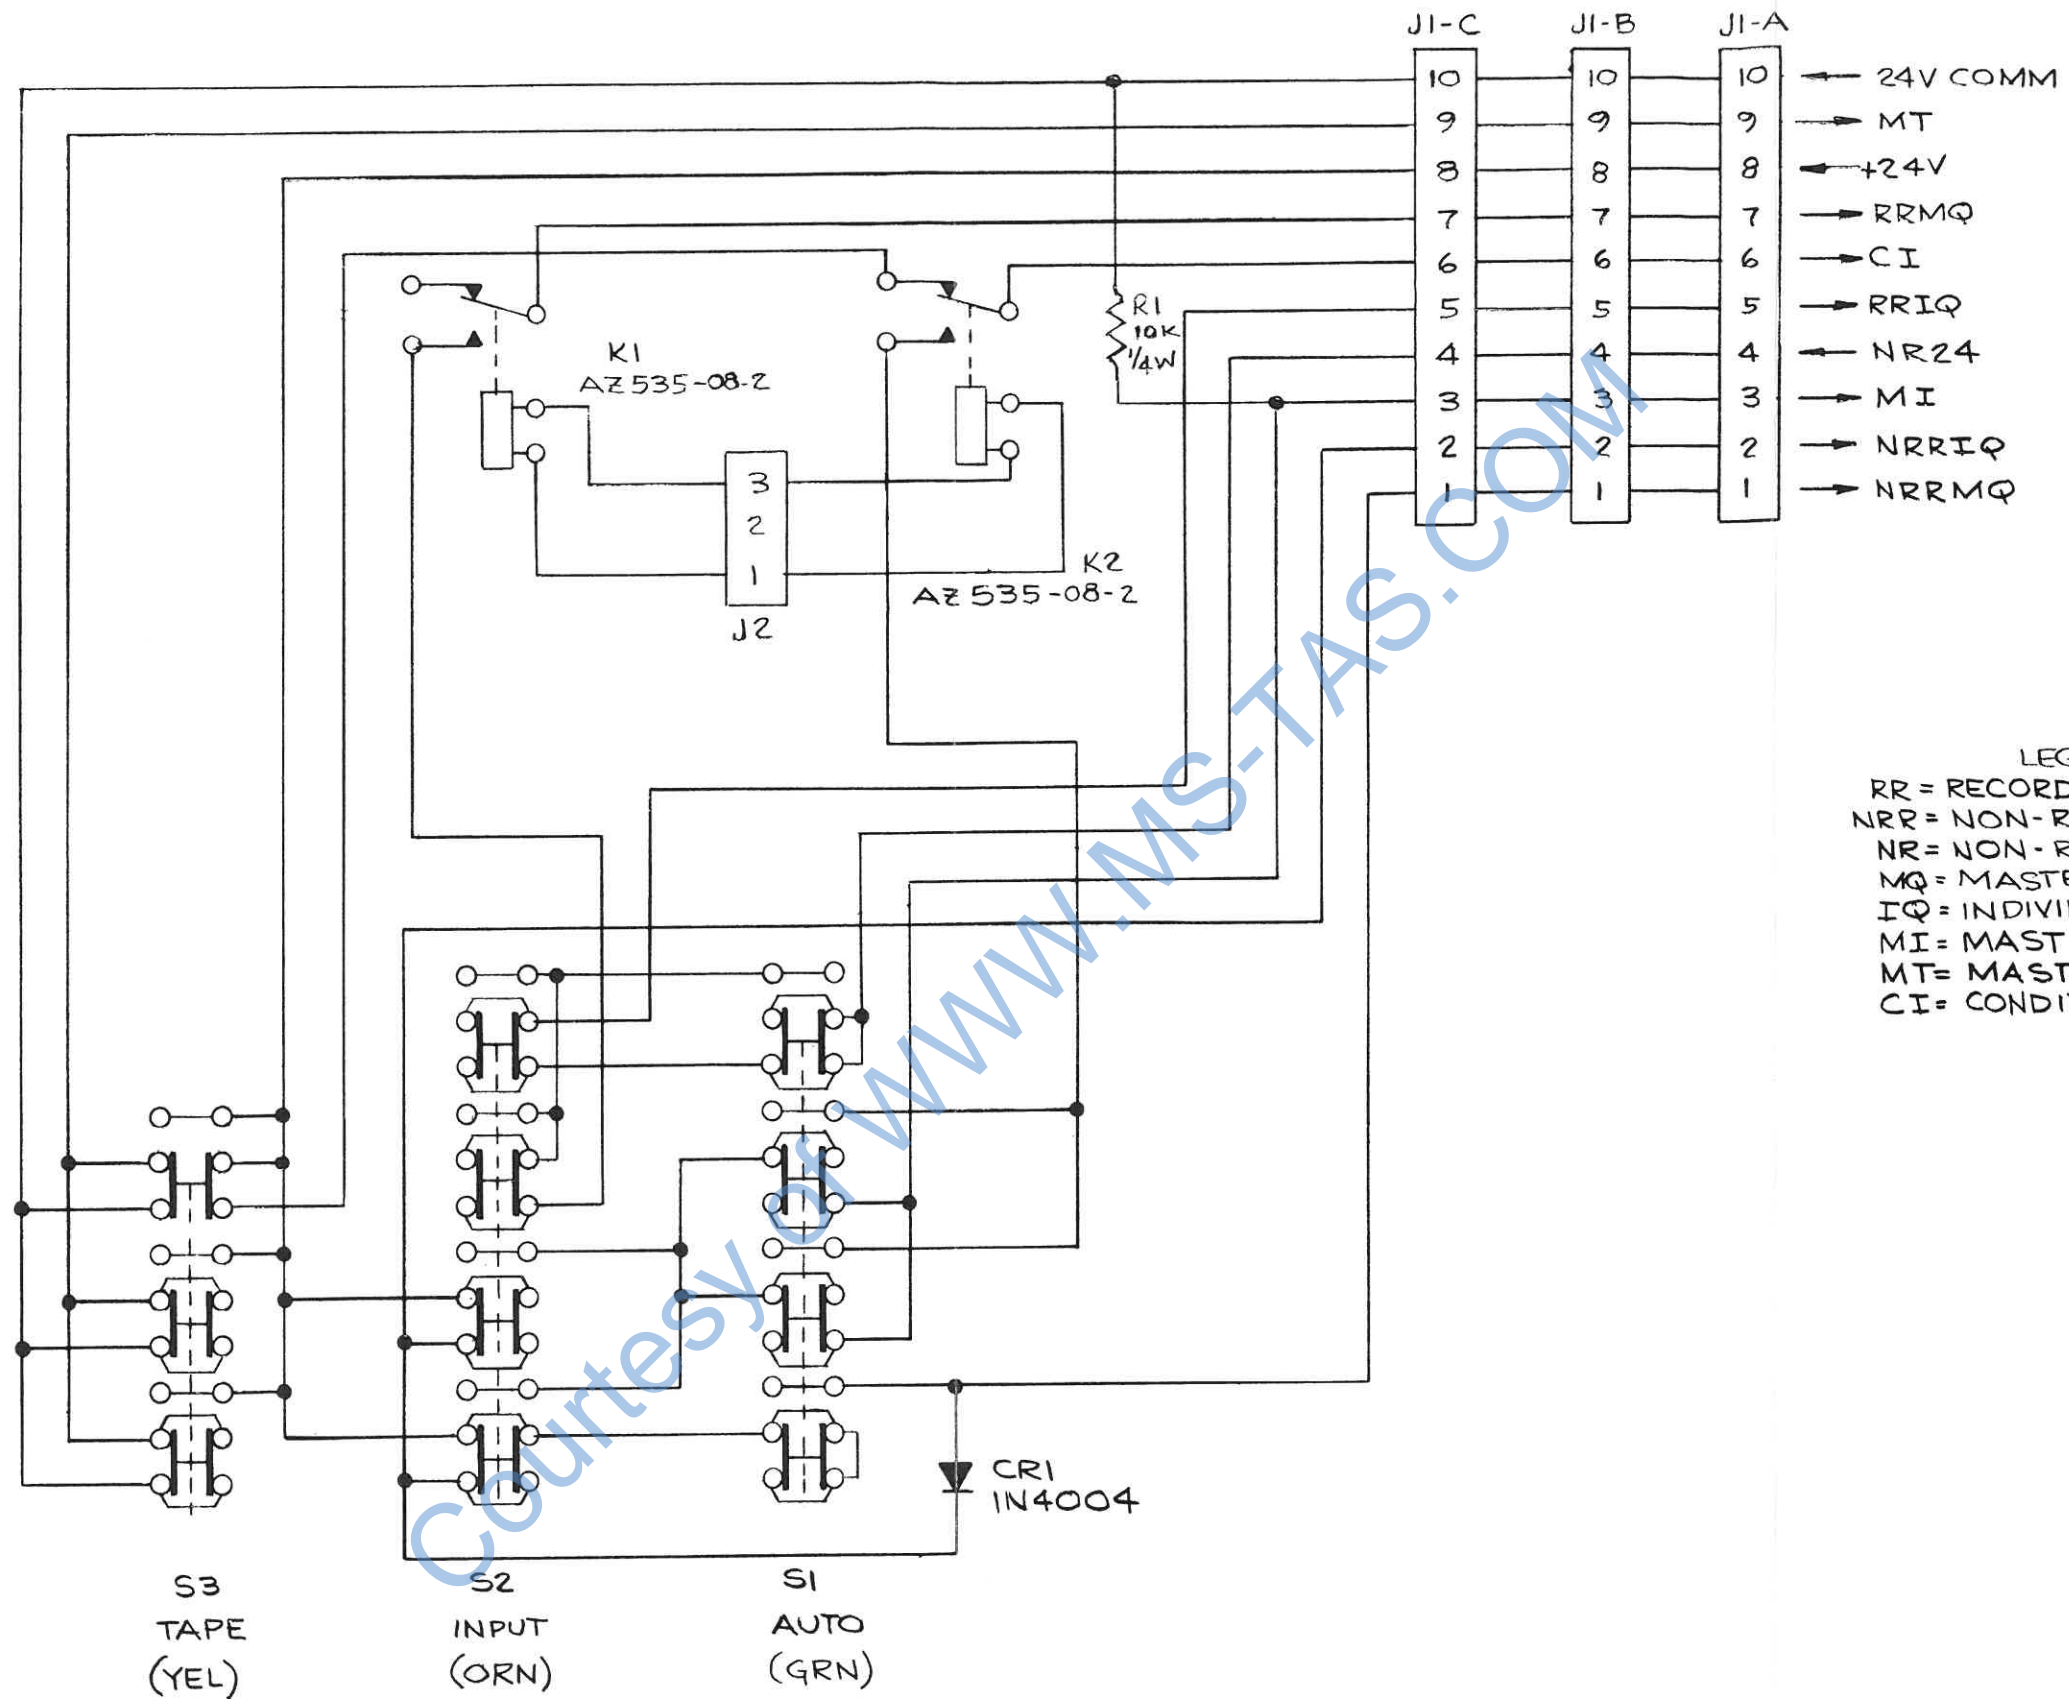 J1-C J1-B J1-A
10 10 10 24V COMM
9 9 9 MT
8 8 8 +24V
7 7 7 RRMQ
6 6 6 CI
5 5 5 RRIQ
4 4 4 NR24
3 3 3 MI
2 2 2 NRRIQ
1 1 1 NRRMQ
R1
10K
1/4W
K1
AZ535-08-2
3
2
1
J2
K2
AZ535-08-2
LEG
RR = RECORD
NRR = NON-R
NR = NON-R
MQ = MASTE
IQ = INDIVI
MI = MAST
MT = MAST
CI = CONDI
CR1
1N4004
S3
TAPE
(YEL)
S2
INPUT
(ORN)
S1
AUTO
(GRN)
Courtesy of WWW.MS-TAS.COM